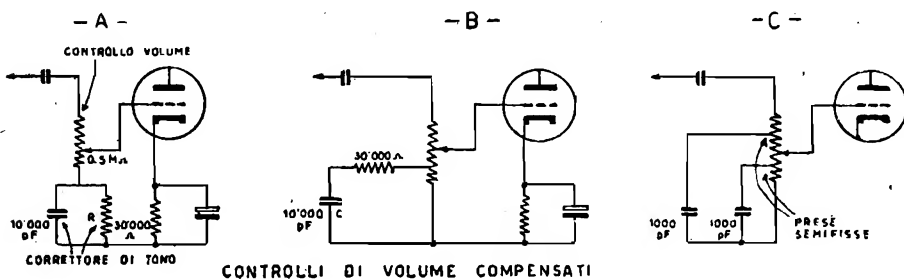 - A -
- B -
- C -
CONTROLLO VOLUME
0.5 MΩ
10.000 pF
R
30.000 Ω
CORRETTORE DI TONO
30.000 Ω
10.000 pF
C
1000 pF
1000 pF
PRESE SEMIFISSE
CONTROLLI DI VOLUME COMPENSATI